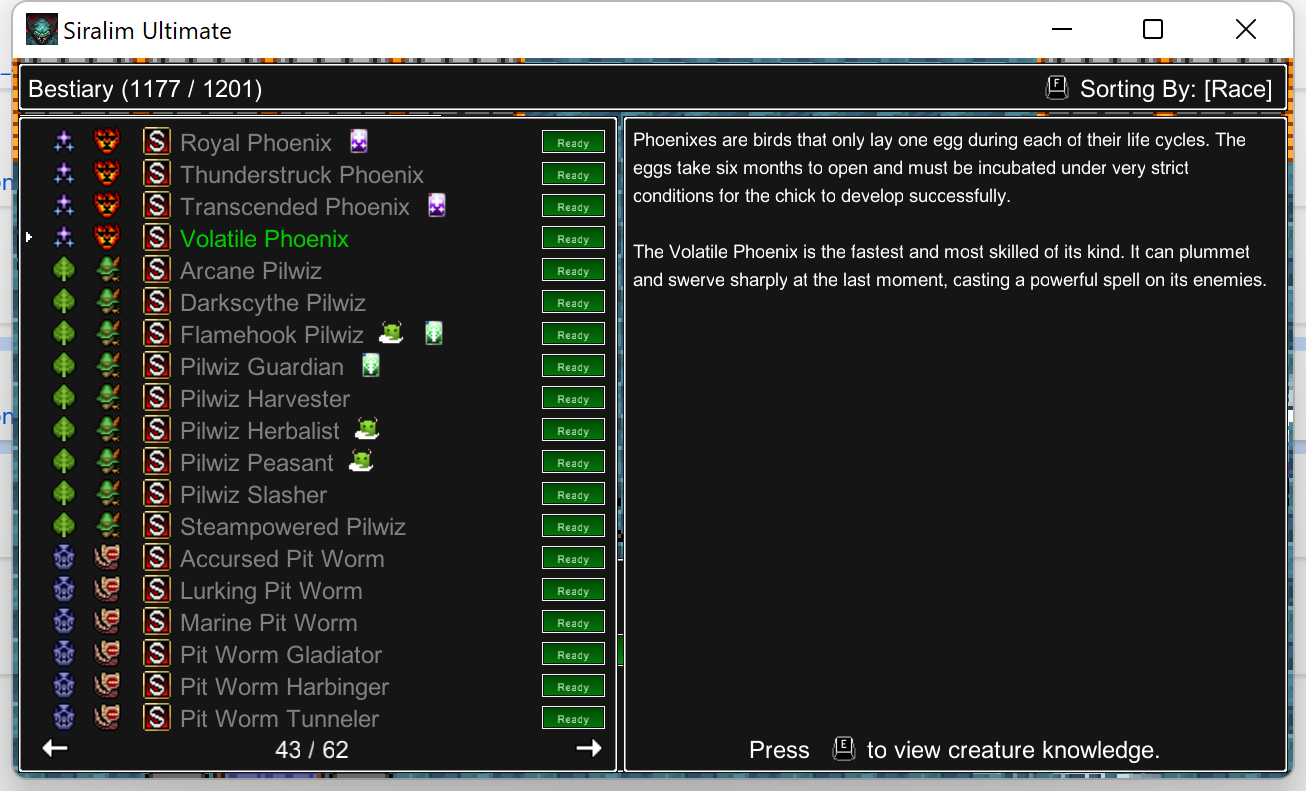 Siralim Ultimate
Bestiary (1177 / 1201)
F Sorting By: [Race]
S Royal Phoenix Ready
S Thunderstruck Phoenix Ready
S Transcended Phoenix Ready
S Volatile Phoenix Ready
S Arcane Pilwiz Ready
S Darkscythe Pilwiz Ready
S Flamehook Pilwiz Ready
S Pilwiz Guardian Ready
S Pilwiz Harvester Ready
S Pilwiz Herbalist Ready
S Pilwiz Peasant Ready
S Pilwiz Slasher Ready
S Steampowered Pilwiz Ready
S Accursed Pit Worm Ready
S Lurking Pit Worm Ready
S Marine Pit Worm Ready
S Pit Worm Gladiator Ready
S Pit Worm Harbinger Ready
S Pit Worm Tunneler Ready
43 / 62
Phoenixes are birds that only lay one egg during each of their life cycles. The
eggs take six months to open and must be incubated under very strict
conditions for the chick to develop successfully.
The Volatile Phoenix is the fastest and most skilled of its kind. It can plummet
and swerve sharply at the last moment, casting a powerful spell on its enemies.
Press E to view creature knowledge.